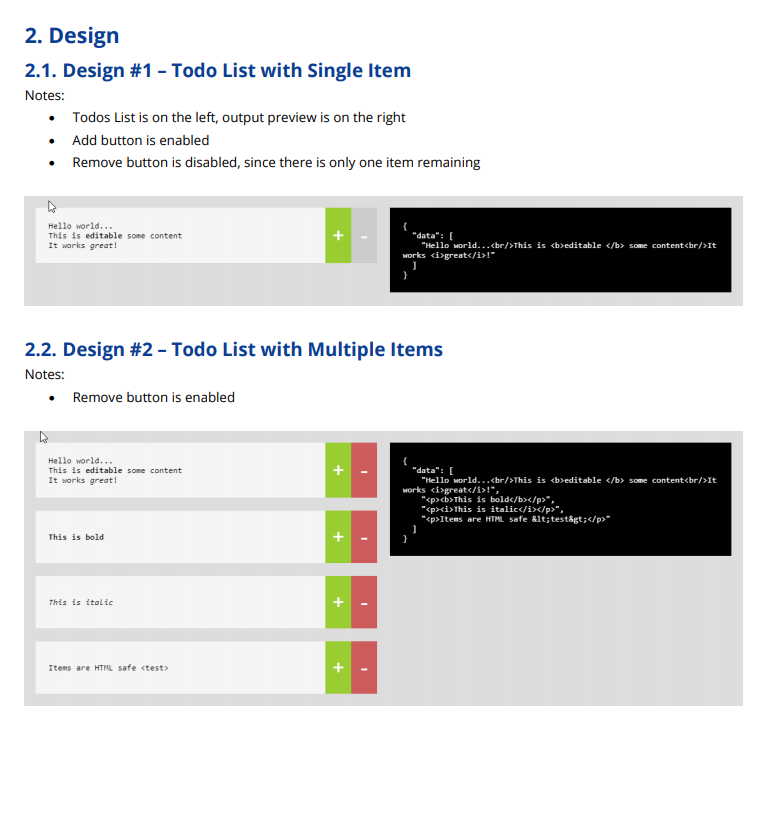 2. Design
2.1. Design #1 – Todo List with Single Item
Notes:
• Todos List is on the left, output preview is on the right
• Add button is enabled
• Remove button is disabled, since there is only one item remaining
Hello world...
This is editable some content
It works great!
+ -
{
"data": [
"Hello world...<br/>This is <b>editable </b> some content<br/>It
works <i>great</i>!"
]
}
2.2. Design #2 – Todo List with Multiple Items
Notes:
• Remove button is enabled
Hello world...
This is editable some content
It works great!
+ -
This is bold
+ -
This is italic
+ -
Items are HTML safe <test>
+ -
{
"data": [
"Hello world...<br/>This is <b>editable </b> some content<br/>It
works <i>great</i>!",
"<p><b>This is bold</b></p>",
"<p><i>This is italic</i></p>",
"<p>Items are HTML safe &lt;test&gt;</p>"
]
}